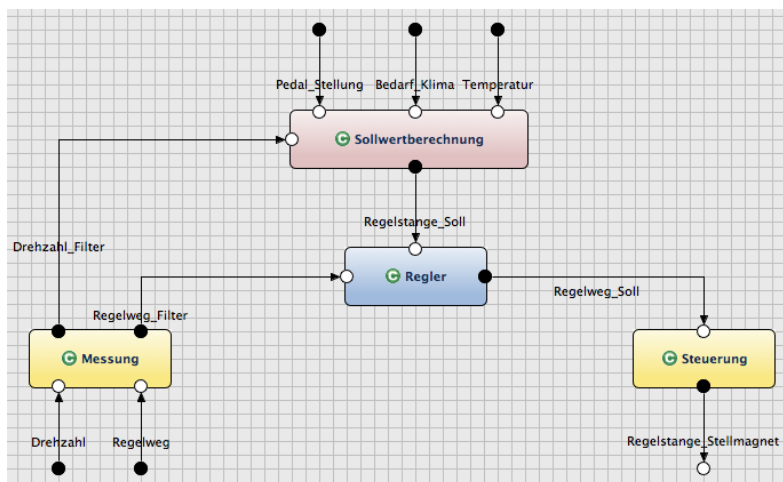 Pedal_Stellung Bedarf_Klima Temperatur
C Sollwertberechnung
Regelstange_Soll
Drehzahl_Filter
C Regler
Regelweg_Soll
Regelweg_Filter
C Messung
C Steuerung
Drehzahl Regelweg
Regelstange_Stellmagnet